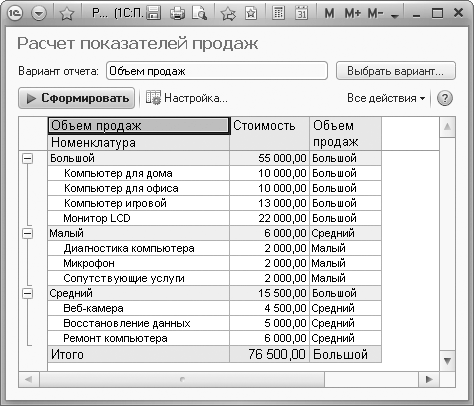 1С Р... (1С:П... М М+ М-
Расчет показателей продаж
Вариант отчета: Объем продаж Выбрать вариант...
Сформировать Настройка... Все действия ?
Объем продаж Стоимость Объем продаж
Номенклатура
Большой 55 000,00 Большой
Компьютер для дома 10 000,00 Большой
Компьютер для офиса 10 000,00 Большой
Компьютер игровой 13 000,00 Большой
Монитор LCD 22 000,00 Большой
Малый 6 000,00 Средний
Диагностика компьютера 2 000,00 Малый
Микрофон 2 000,00 Малый
Сопутствующие услуги 2 000,00 Малый
Средний 15 500,00 Большой
Веб-камера 4 500,00 Средний
Восстановление данных 5 000,00 Средний
Ремонт компьютера 6 000,00 Средний
Итого 76 500,00 Большой